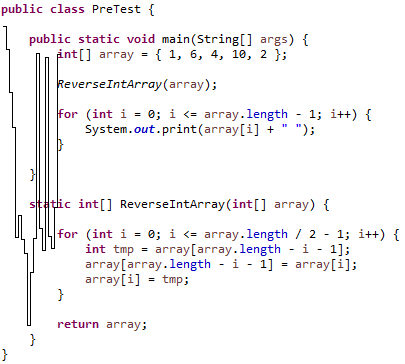 public class PreTest {
public static void main(String[] args) {
int[] array = { 1, 6, 4, 10, 2 };
ReverseIntArray(array);
for (int i = 0; i <= array.length - 1; i++) {
System.out.print(array[i] + " ");
}
}
static int[] ReverseIntArray(int[] array) {
for (int i = 0; i <= array.length / 2 - 1; i++) {
int tmp = array[array.length - i - 1];
array[array.length - i - 1] = array[i];
array[i] = tmp;
}
return array;
}
}